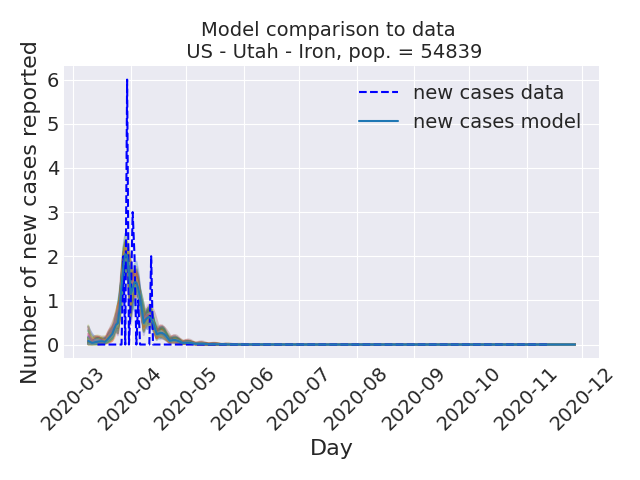 Model comparison to data
US - Utah - Iron, pop. = 54839
Number of new cases reported
6
5
4
3
2
1
0
new cases data
new cases model
2020-03
2020-04
2020-05
2020-06
2020-07
2020-08
2020-09
2020-10
2020-11
2020-12
Day